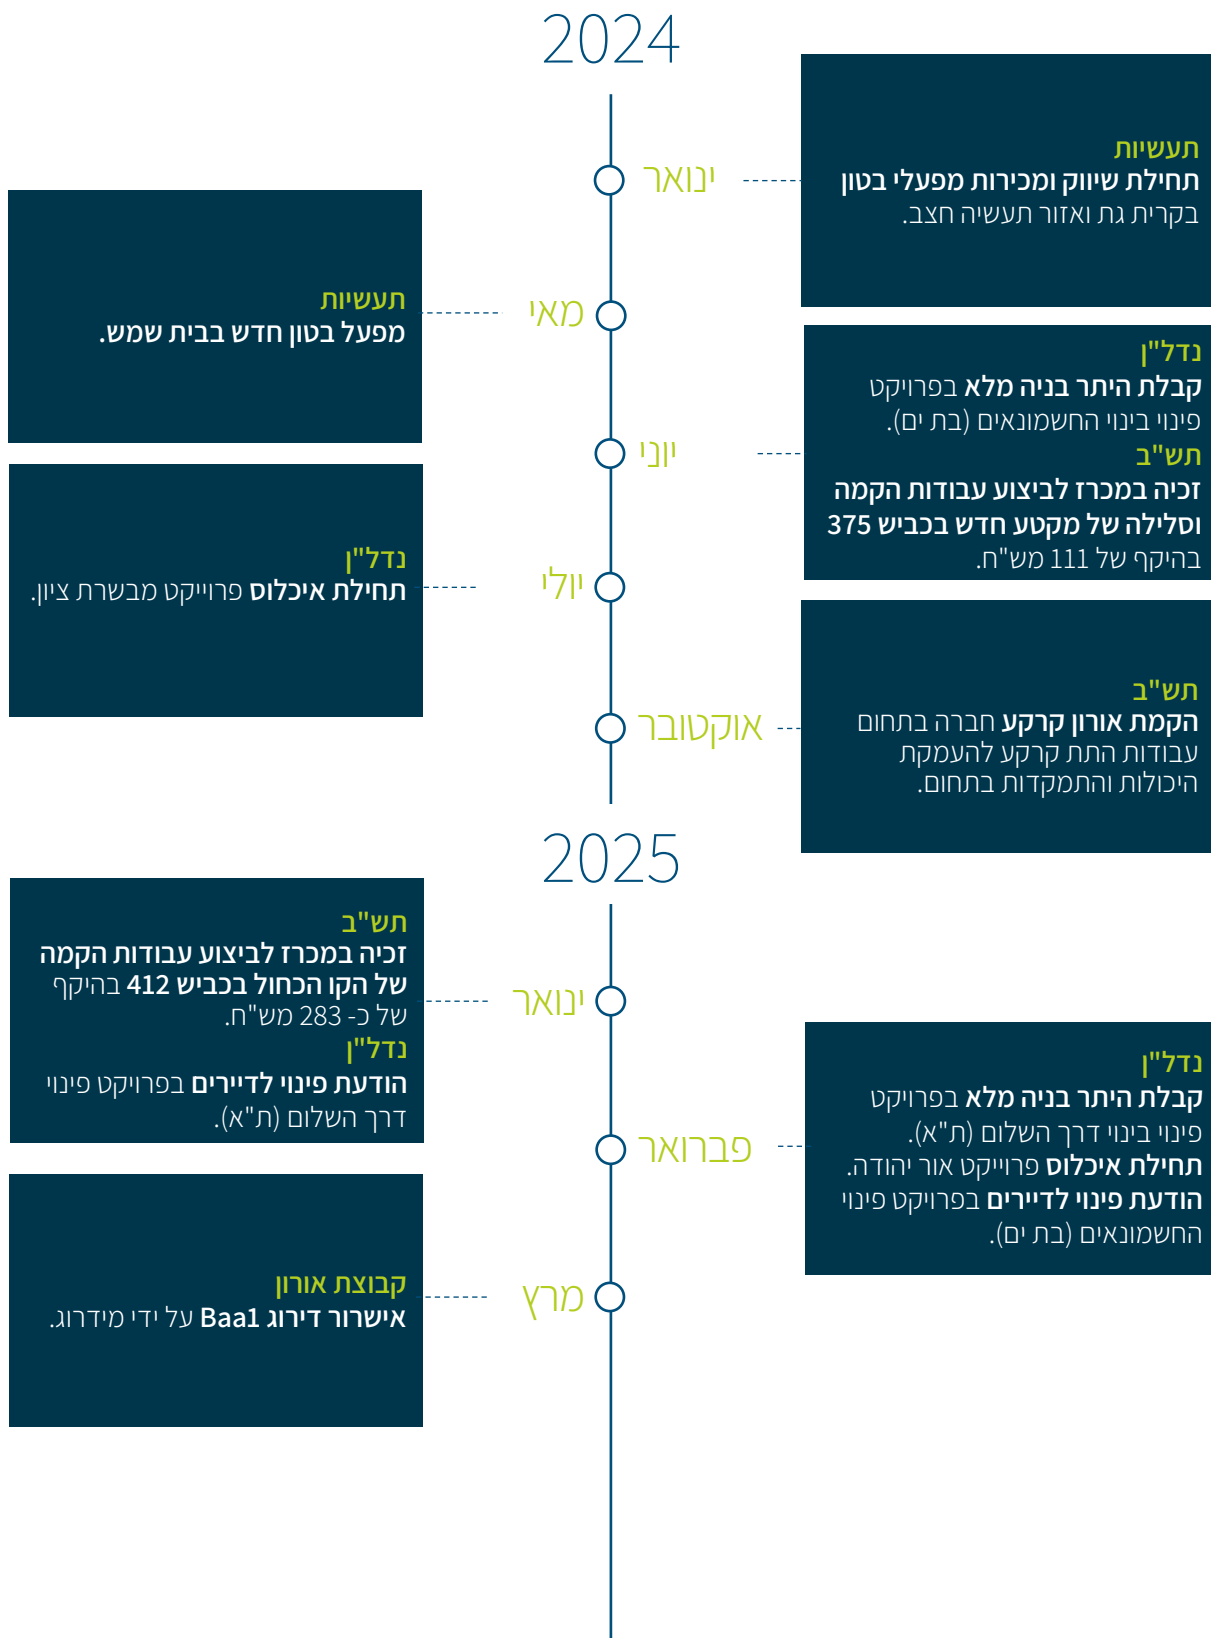 2024
ינואר
תעשיות
תחילת שיווק ומכירות מפעלי בטון
בקרית גת ואזור תעשיה חצב.
מאי
תעשיות
מפעל בטון חדש בבית שמש.
יוני
נדל"ן
קבלת היתר בניה מלא בפרויקט
פינוי בינוי החשמונאים (בת ים).
תש"ב
זכיה במכרז לביצוע עבודות הקמה
וסלילה של מקטע חדש בכביש 375
בהיקף של 111 מש"ח.
יולי
נדל"ן
תחילת איכלוס פרוייקט מבשרת ציון.
אוקטובר
תש"ב
הקמת אורון קרקע חברה בתחום
עבודות התת קרקע להעמקת
היכולות והתמקדות בתחום.
2025
ינואר
תש"ב
זכיה במכרז לביצוע עבודות הקמה
של הקו הכחול בכביש 412 בהיקף
של כ- 283 מש"ח.
נדל"ן
הודעת פינוי לדיירים בפרויקט פינוי
דרך השלום (ת"א).
פברואר
נדל"ן
קבלת היתר בניה מלא בפרויקט
פינוי בינוי דרך השלום (ת"א).
תחילת איכלוס פרוייקט אור יהודה.
הודעת פינוי לדיירים בפרויקט פינוי
החשמונאים (בת ים).
מרץ
קבוצת אורון
אישרור דירוג Baa1 על ידי מידרוג.